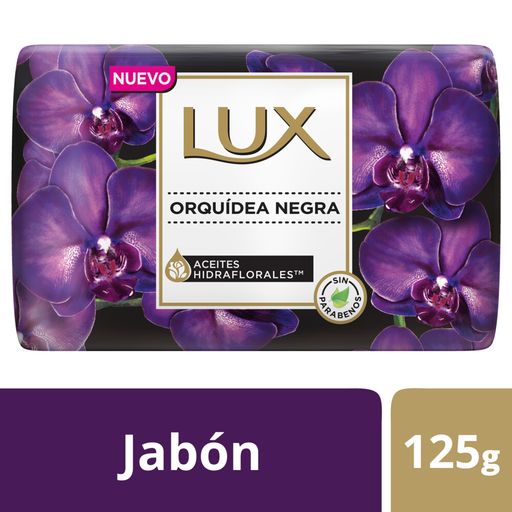 NUEVO
LUX
ORQUÍDEA NEGRA
ACEITES
HIDRAFLORALES™
SIN
PARABENOS
Jabón
125g